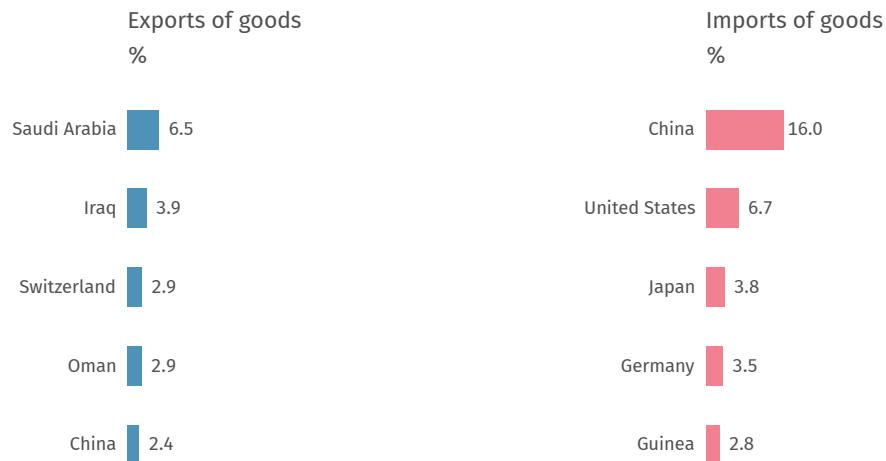 Exports of goods
%
Saudi Arabia 6.5
Iraq 3.9
Switzerland 2.9
Oman 2.9
China 2.4
Imports of goods
%
China 16.0
United States 6.7
Japan 3.8
Germany 3.5
Guinea 2.8